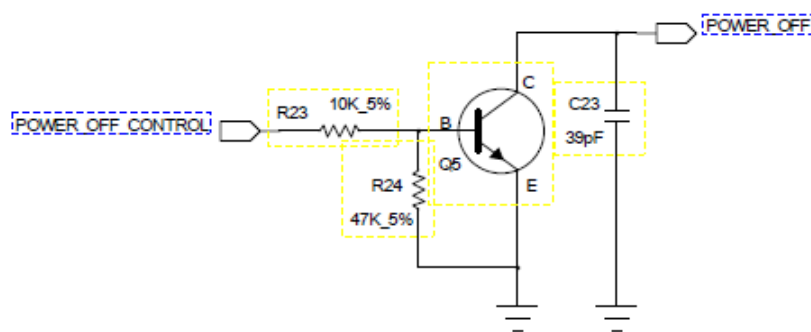 POWER_OFF
C
10K_5%
R23
C23
POWER_OFF_CONTROL
B
39pF
Q5
R24
E
47K_5%